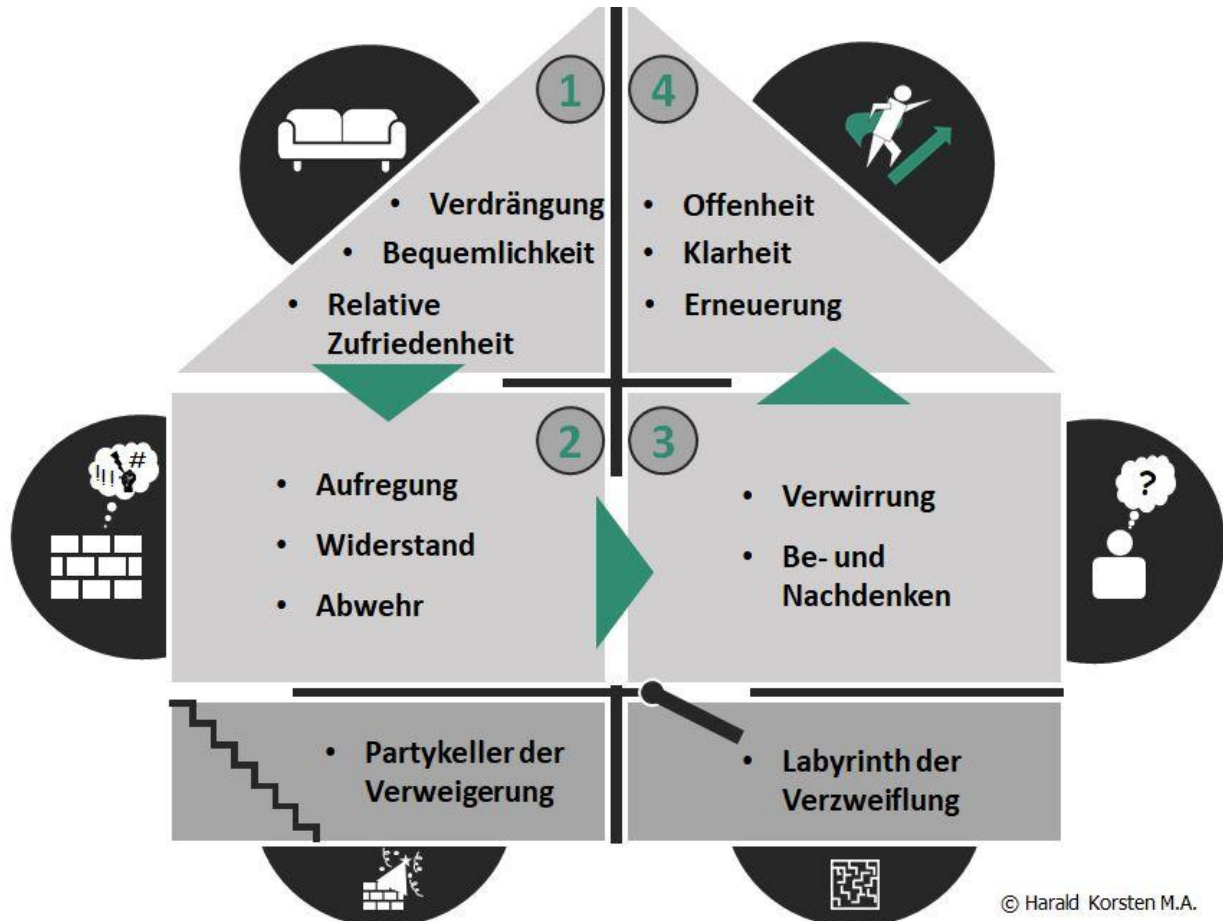 1
• Verdrängung
• Bequemlichkeit
• Relative
Zufriedenheit
4
• Offenheit
• Klarheit
• Erneuerung
!!! #
2
• Aufregung
• Widerstand
• Abwehr
3
• Verwirrung
• Be- und
Nachdenken
?
• Partykeller der
Verweigerung
• Labyrinth der
Verzweiflung
© Harald Korsten M.A.